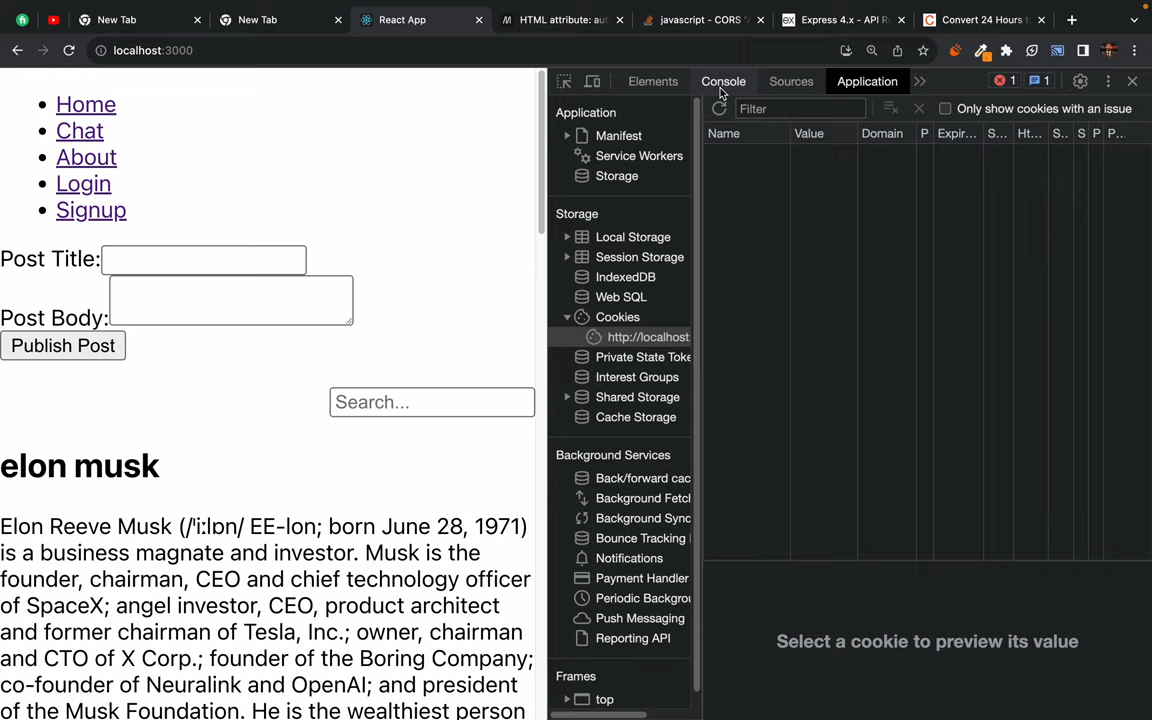 New Tab
New Tab
React App
HTML attribute: aut
javascript - CORS 'A
Express 4.x - API R
Convert 24 Hours to
localhost:3000
Home
Chat
About
Login
Signup
Post Title:
Post Body:
Publish Post
Search...
elon musk
Elon Reeve Musk (/ˈiːlɒn/ EE-lon; born June 28, 1971)
is a business magnate and investor. Musk is the
founder, chairman, CEO and chief technology officer
of SpaceX; angel investor, CEO, product architect
and former chairman of Tesla, Inc.; owner, chairman
and CTO of X Corp.; founder of the Boring Company;
co-founder of Neuralink and OpenAI; and president
of the Musk Foundation. He is the wealthiest person
Elements
Console
Sources
Application
1
1
Application
Manifest
Service Workers
Storage
Storage
Local Storage
Session Storage
IndexedDB
Web SQL
Cookies
http://localhost:
Private State Toke
Interest Groups
Shared Storage
Cache Storage
Background Services
Back/forward cac
Background Fetch
Background Sync
Bounce Tracking
Notifications
Payment Handler
Periodic Backgrou
Push Messaging
Reporting API
Frames
top
Filter
Only show cookies with an issue
Name
Value
Domain
P
Expir...
S...
Ht...
S..
S
P
P...
Select a cookie to preview its value